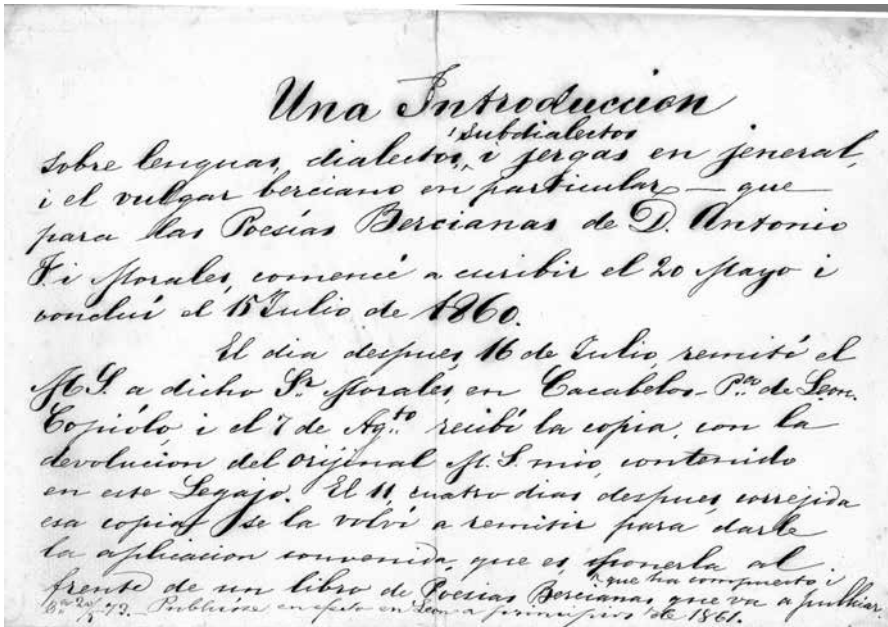 Una Introduccion
subdialectos
sobre lenguas, dialectos, i jergas en jeneral,
i el vulgar berciano en particular — que
para las Poesías Bercianas de D. Antonio
F. i Morales, comencé a escribir el 20 Mayo i
concluí el 15 Julio de 1860.
El dia despues, 16 de Julio, remití el
M.S. a dicho Sr. Morales, en Cacabelos - Pcia de Leon.
Copiólo, i el 7 de Agto recibí la copia, con la
devolucion del orijinal M.S. mio, contenido
en este Legajo. El 11, cuatro dias despues, correjida
esa copia, se la volví a remitir para darle
la aplicacion convenida, que es, ponerla al
frente de un libro de Poesias Bercianas que va a publicar.
que ha compuesto i
73. Publicóse en efecto en Leon a principios de 1861.